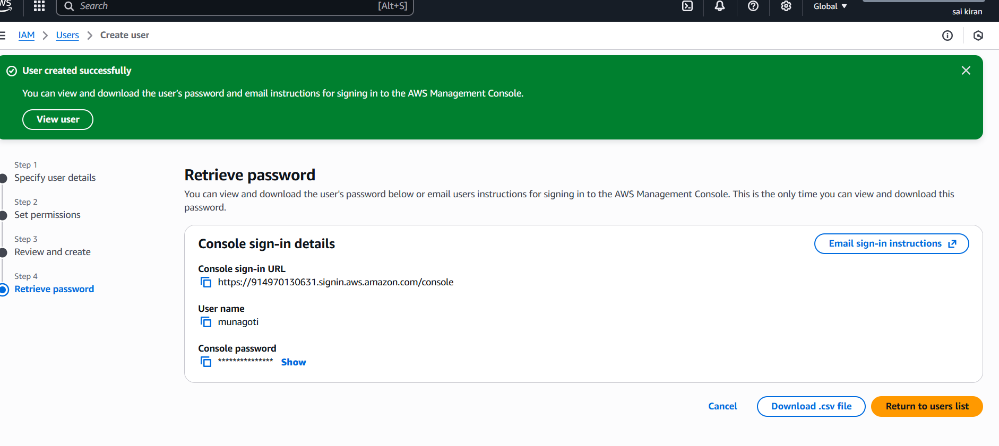 Search [Alt+S] Global sai kiran
IAM > Users > Create user
User created successfully
You can view and download the user's password and email instructions for signing in to the AWS Management Console.
View user
Step 1
Specify user details
Step 2
Set permissions
Step 3
Review and create
Step 4
Retrieve password
Retrieve password
You can view and download the user's password below or email users instructions for signing in to the AWS Management Console. This is the only time you can view and download this
password.
Console sign-in details
Email sign-in instructions
Console sign-in URL
https://914970130631.signin.aws.amazon.com/console
User name
munagoti
Console password
*************** Show
Cancel
Download .csv file
Return to users list